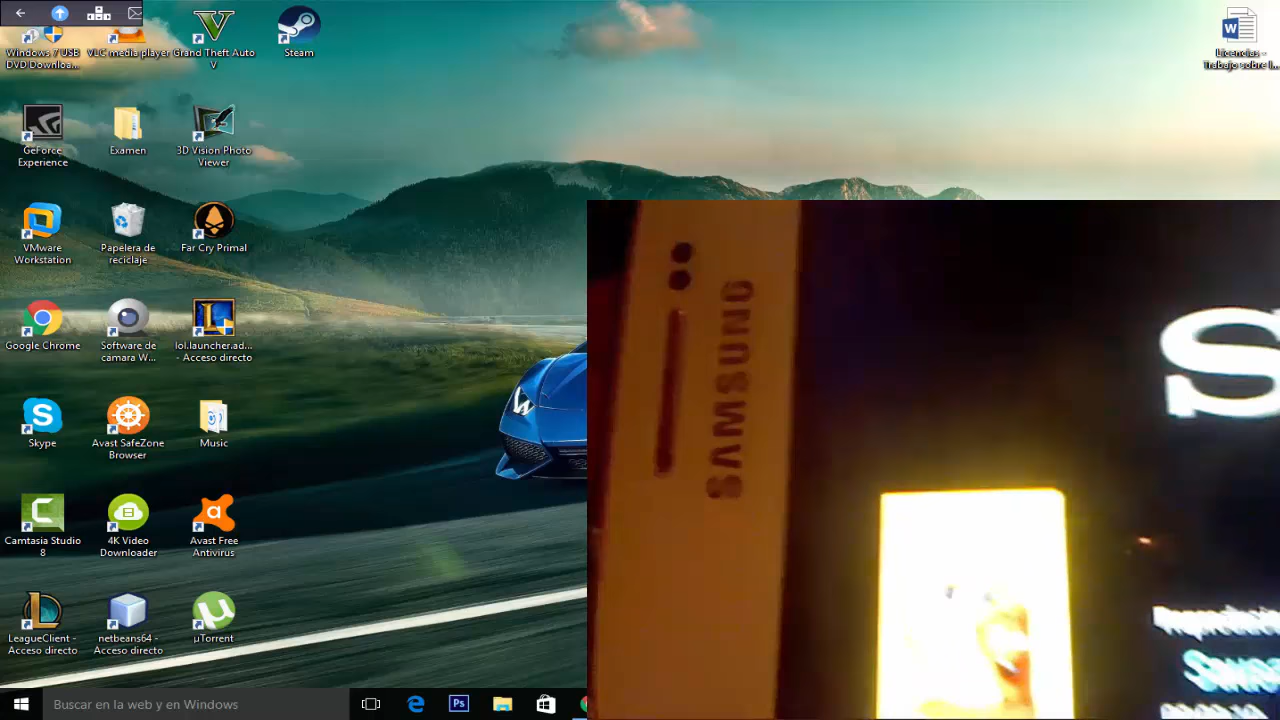 Windows 7 USB
DVD Downloa...
VLC media player
Grand Theft Auto
V
Steam
Licencias -
Trabajo sobre l...
GeForce
Experience
Examen
3D Vision Photo
Viewer
VMware
Workstation
Papelera de
reciclaje
Far Cry Primal
Google Chrome
Software de
cámara W...
lol.launcher.ad...
- Acceso directo
Skype
Avast SafeZone
Browser
Music
Camtasia Studio
8
4K Video
Downloader
Avast Free
Antivirus
LeagueClient -
Acceso directo
netbeans64 -
Acceso directo
µTorrent
Buscar en la web y en Windows
Ps
SAMSUNG
S